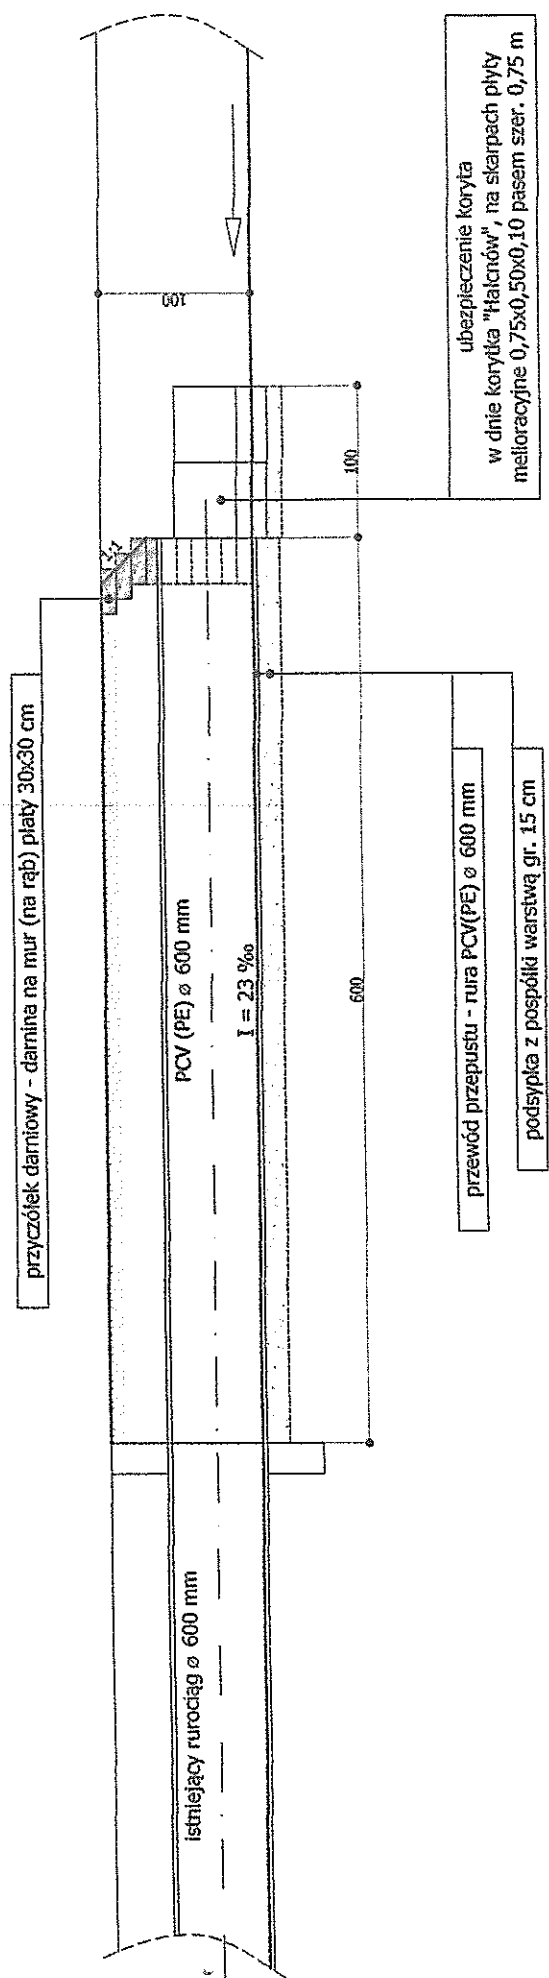 przyczółek darniowy - darnina na mur (na rąb) płaty 30x30 cm
1:1
100
PCV (PE) ø 600 mm
I = 23 ‰
istniejący rurociąg ø 600 mm
100
600
ubezpieczenie koryta
w dnie korytka "Halcnów", na skarpach płyty
melioracyjne 0,75x0,50x0,10 pasem szer. 0,75 m
przewód przepustu - rura PCV(PE) ø 600 mm
podsypka z pospółki warstwą gr. 15 cm